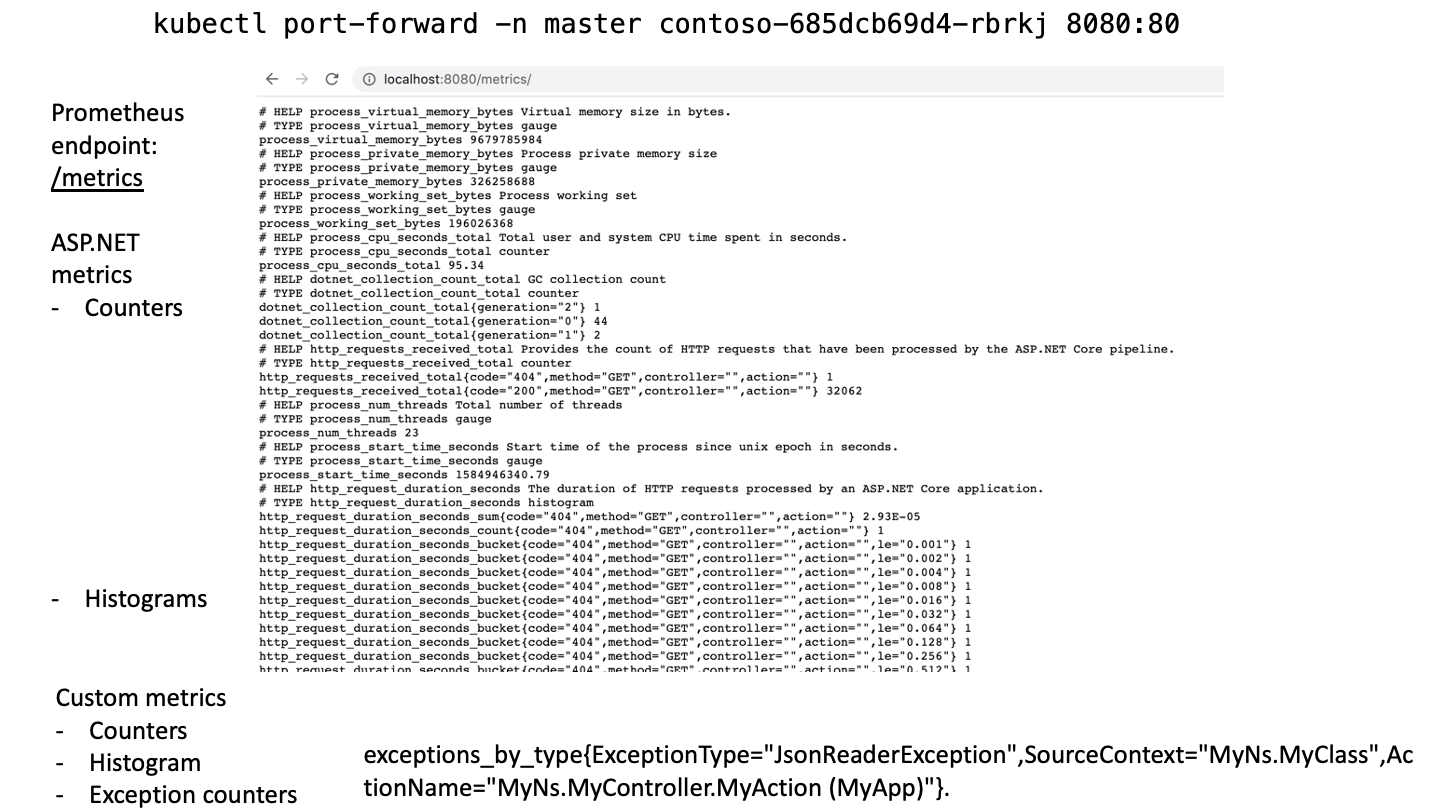 kubectl port-forward -n master contoso-685dcb69d4-rbrkj 8080:80
localhost:8080/metrics/
Prometheus
endpoint:
/metrics
ASP.NET
metrics
- Counters
- Histograms
# HELP process_virtual_memory_bytes Virtual memory size in bytes.
# TYPE process_virtual_memory_bytes gauge
process_virtual_memory_bytes 9679785984
# HELP process_private_memory_bytes Process private memory size
# TYPE process_private_memory_bytes gauge
process_private_memory_bytes 326258688
# HELP process_working_set_bytes Process working set
# TYPE process_working_set_bytes gauge
process_working_set_bytes 196026368
# HELP process_cpu_seconds_total Total user and system CPU time spent in seconds.
# TYPE process_cpu_seconds_total counter
process_cpu_seconds_total 95.34
# HELP dotnet_collection_count_total GC collection count
# TYPE dotnet_collection_count_total counter
dotnet_collection_count_total{generation="2"} 1
dotnet_collection_count_total{generation="0"} 44
dotnet_collection_count_total{generation="1"} 2
# HELP http_requests_received_total Provides the count of HTTP requests that have been processed by the ASP.NET Core pipeline.
# TYPE http_requests_received_total counter
http_requests_received_total{code="404",method="GET",controller="",action=""} 1
http_requests_received_total{code="200",method="GET",controller="",action=""} 32062
# HELP process_num_threads Total number of threads
# TYPE process_num_threads gauge
process_num_threads 23
# HELP process_start_time_seconds Start time of the process since unix epoch in seconds.
# TYPE process_start_time_seconds gauge
process_start_time_seconds 1584946340.79
# HELP http_request_duration_seconds The duration of HTTP requests processed by an ASP.NET Core application.
# TYPE http_request_duration_seconds histogram
http_request_duration_seconds_sum{code="404",method="GET",controller="",action=""} 2.93E-05
http_request_duration_seconds_count{code="404",method="GET",controller="",action=""} 1
http_request_duration_seconds_bucket{code="404",method="GET",controller="",action="",le="0.001"} 1
http_request_duration_seconds_bucket{code="404",method="GET",controller="",action="",le="0.002"} 1
http_request_duration_seconds_bucket{code="404",method="GET",controller="",action="",le="0.004"} 1
http_request_duration_seconds_bucket{code="404",method="GET",controller="",action="",le="0.008"} 1
http_request_duration_seconds_bucket{code="404",method="GET",controller="",action="",le="0.016"} 1
http_request_duration_seconds_bucket{code="404",method="GET",controller="",action="",le="0.032"} 1
http_request_duration_seconds_bucket{code="404",method="GET",controller="",action="",le="0.064"} 1
http_request_duration_seconds_bucket{code="404",method="GET",controller="",action="",le="0.128"} 1
http_request_duration_seconds_bucket{code="404",method="GET",controller="",action="",le="0.256"} 1
http_request_duration_seconds_bucket{code="404",method="GET",controller="",action="",le="0.512"} 1
Custom metrics
- Counters
- Histogram
- Exception counters
exceptions_by_type{ExceptionType="JsonReaderException",SourceContext="MyNs.MyClass",Ac
tionName="MyNs.MyController.MyAction (MyApp)"}.